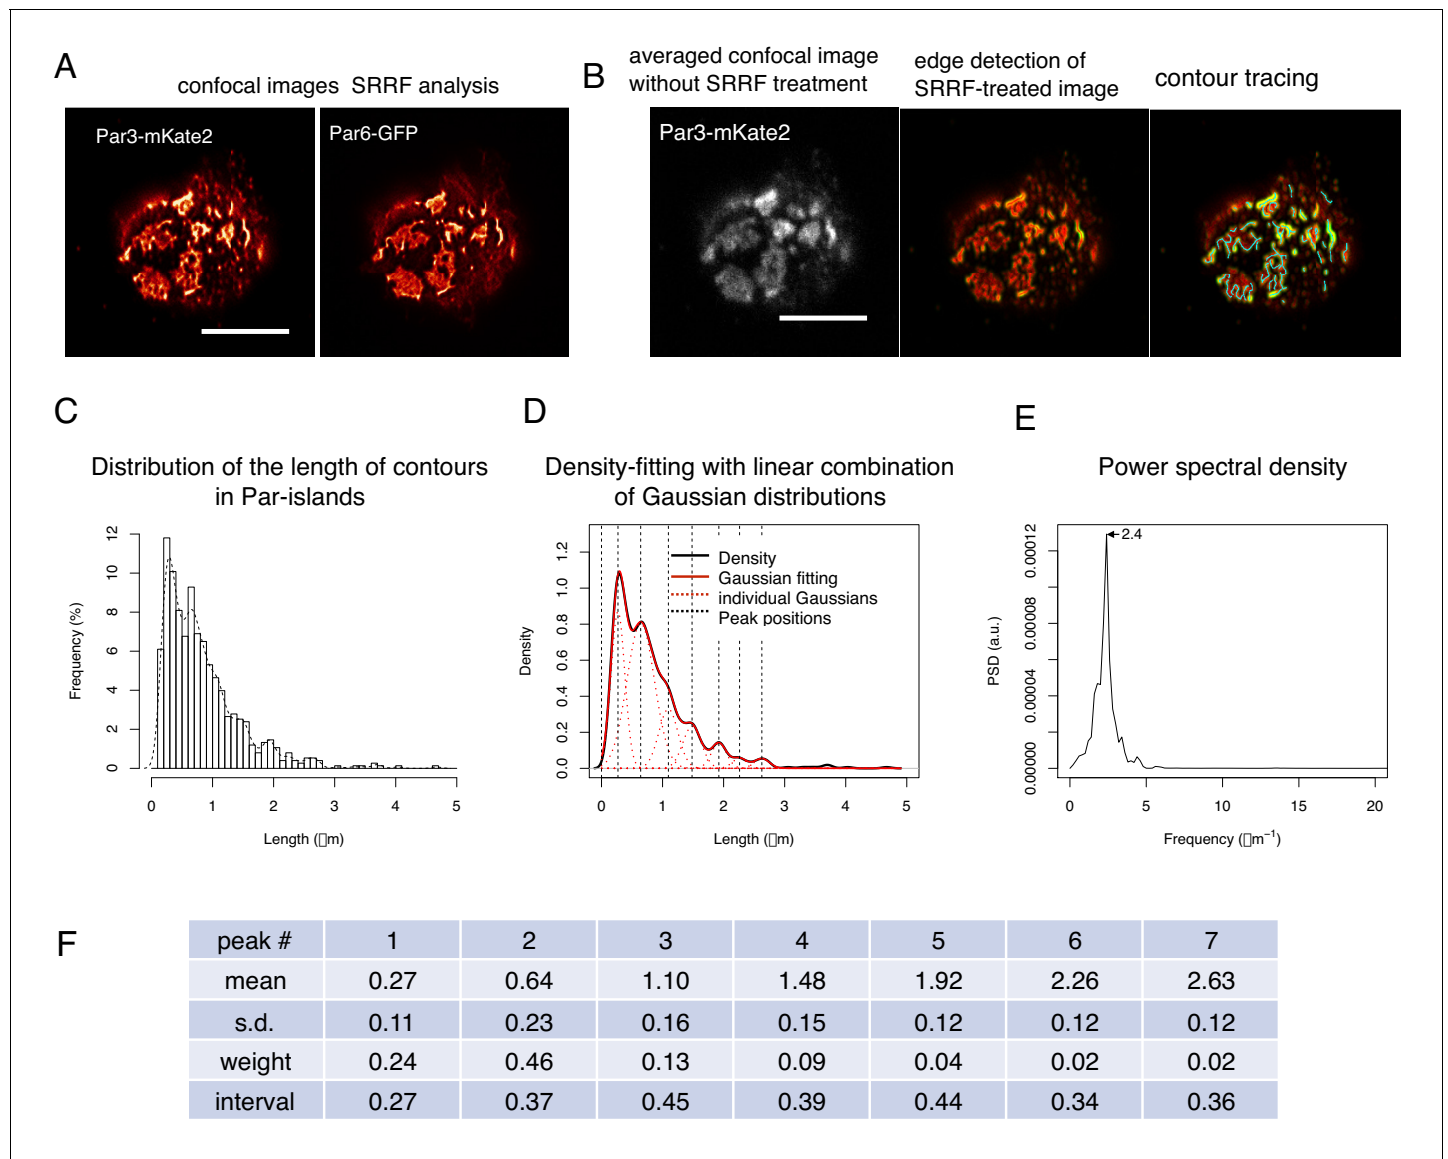 A
confocal images SRRF analysis
Par3-mKate2
Par6-GFP
B
averaged confocal image
without SRRF treatment
edge detection of
SRRF-treated image
contour tracing
Par3-mKate2
C
Distribution of the length of contours
in Par-islands
Frequency (%)
12
10
8
6
4
2
0
0 1 2 3 4 5
Length (□m)
D
Density-fitting with linear combination
of Gaussian distributions
Density
1.2
1.0
0.8
0.6
0.4
0.2
0.0
Density
Gaussian fitting
individual Gaussians
Peak positions
0 1 2 3 4 5
Length (□m)
E
Power spectral density
PSD (a.u.)
0.00012
0.00008
0.00004
0.00000
2.4
0 5 10 15 20
Frequency (□m⁻¹)
F
peak # 1 2 3 4 5 6 7
mean 0.27 0.64 1.10 1.48 1.92 2.26 2.63
s.d. 0.11 0.23 0.16 0.15 0.12 0.12 0.12
weight 0.24 0.46 0.13 0.09 0.04 0.02 0.02
interval 0.27 0.37 0.45 0.39 0.44 0.34 0.36